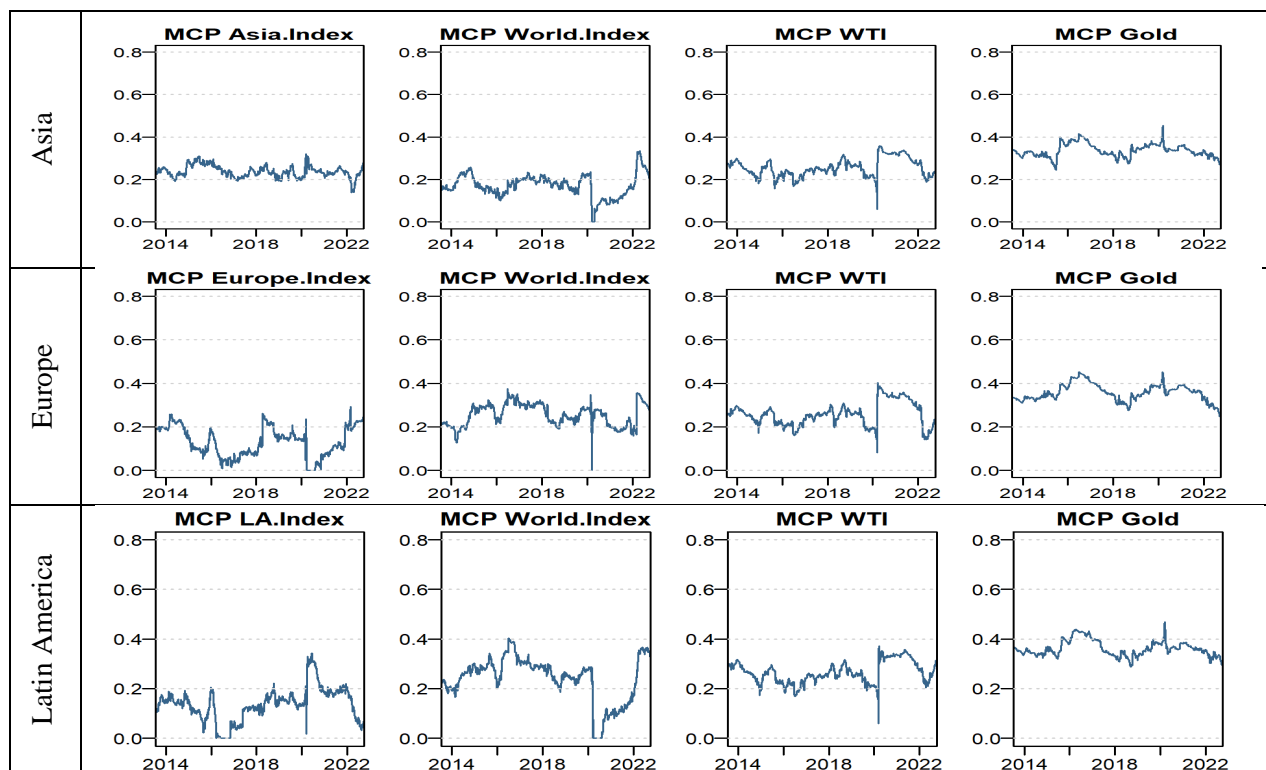 Asia
MCP Asia.Index MCP World.Index MCP WTI MCP Gold
0.8 0.8 0.8 0.8
0.6 0.6 0.6 0.6
0.4 0.4 0.4 0.4
0.2 0.2 0.2 0.2
0.0 0.0 0.0 0.0
2014 2018 2022 2014 2018 2022 2014 2018 2022 2014 2018 2022
Europe
MCP Europe.Index MCP World.Index MCP WTI MCP Gold
0.8 0.8 0.8 0.8
0.6 0.6 0.6 0.6
0.4 0.4 0.4 0.4
0.2 0.2 0.2 0.2
0.0 0.0 0.0 0.0
2014 2018 2022 2014 2018 2022 2014 2018 2022 2014 2018 2022
Latin America
MCP LA.Index MCP World.Index MCP WTI MCP Gold
0.8 0.8 0.8 0.8
0.6 0.6 0.6 0.6
0.4 0.4 0.4 0.4
0.2 0.2 0.2 0.2
0.0 0.0 0.0 0.0
2014 2018 2022 2014 2018 2022 2014 2018 2022 2014 2018 2022